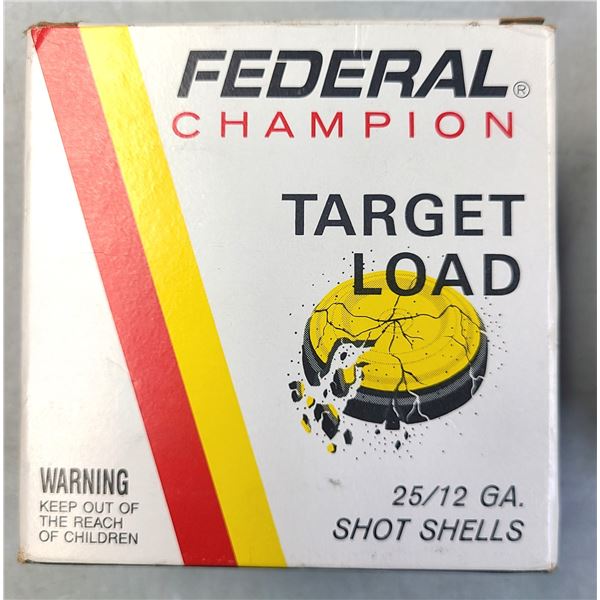 FEDERAL®
CHAMPION
TARGET
LOAD
WARNING
KEEP OUT OF
THE REACH
OF CHILDREN
25/12 GA.
SHOT SHELLS